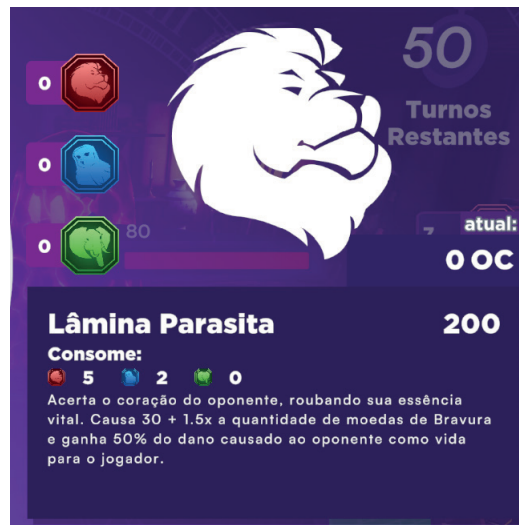 50
Turnos
Restantes
0
0
0
80
7
atual:
0 OC
Lâmina Parasita 200
Consome:
5 2 0
Acerta o coração do oponente, roubando sua essência
vital. Causa 30 + 1.5x a quantidade de moedas de Bravura
e ganha 50% do dano causado ao oponente como vida
para o jogador.